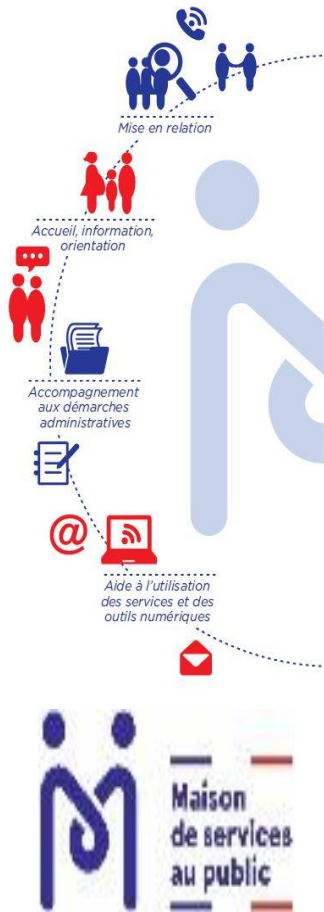 Mise en relation
Accueil, information,
orientation
Accompagnement
aux démarches
administratives
@
Aide à l'utilisation
des services et des
outils numériques
Maison
de services
au public